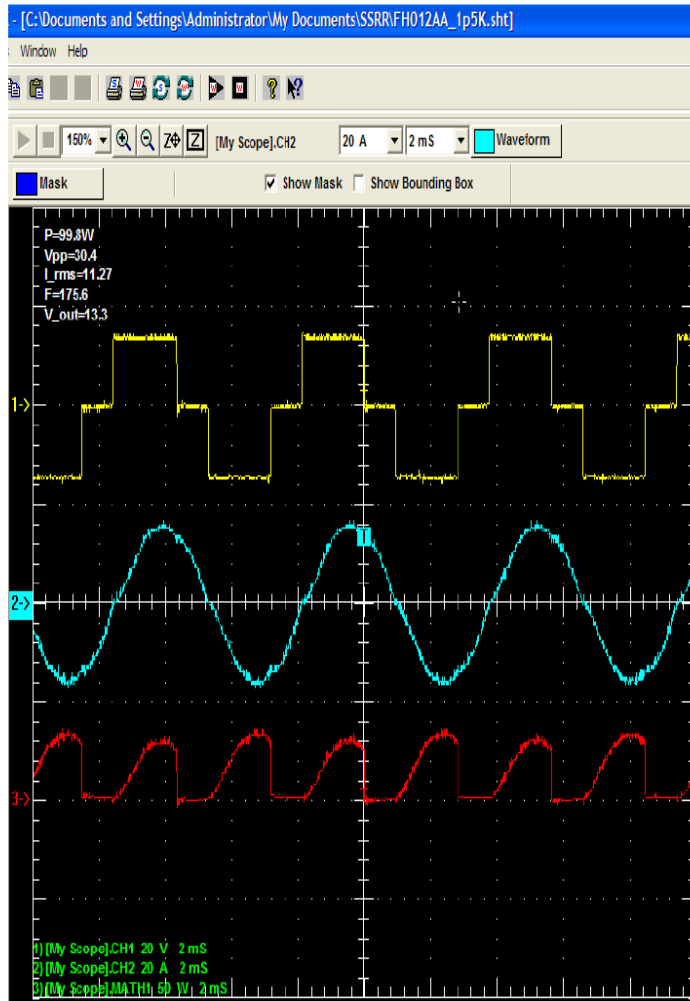 - [C:\Documents and Settings\Administrator\My Documents\SSRR\FH012AA_1p5K.sht]
s Window Help
150% Z [My Scope].CH2 20 A 2 mS Waveform
Mask Show Mask Show Bounding Box
P=99.8W
Vpp=30.4
I_rms=11.27
F=175.6
V_out=13.3
1->
T
2->
3->
1) [My Scope].CH1 20 V 2 mS
2) [My Scope].CH2 20 A 2 mS
3) [My Scope].MATH1 50 W 2 mS